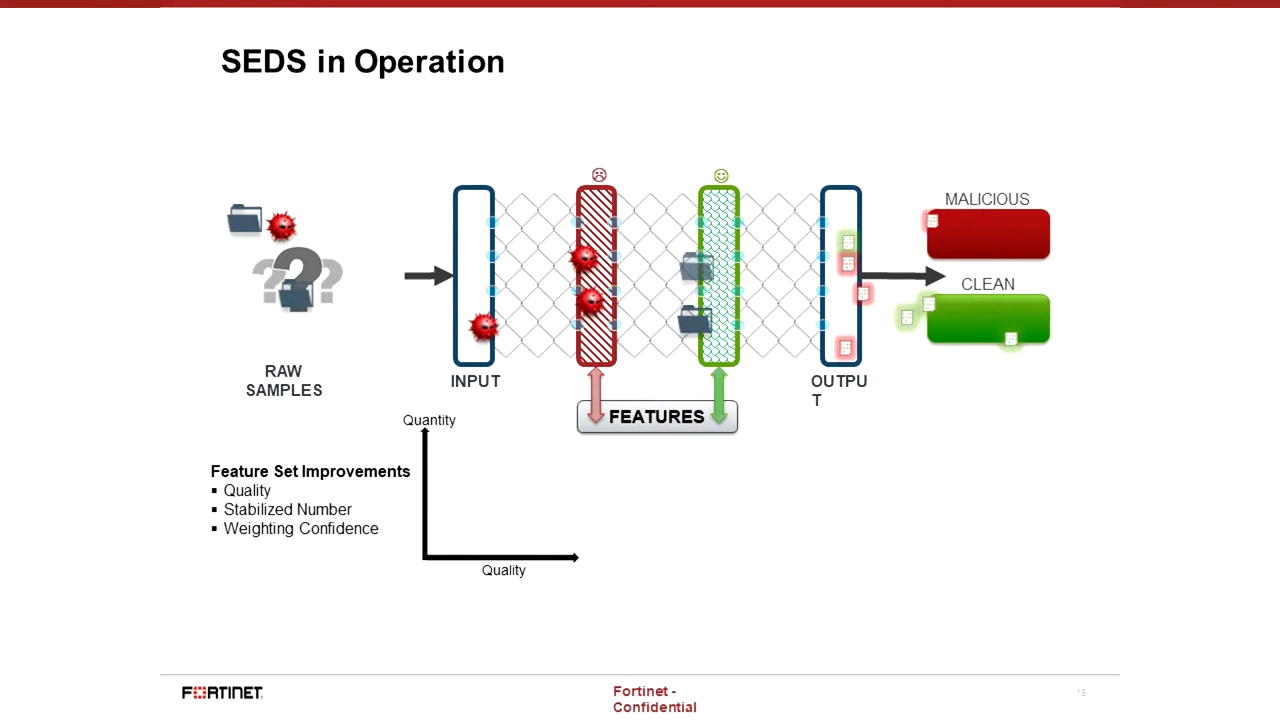 SEDS in Operation
MALICIOUS
CLEAN
???
RAW
SAMPLES
INPUT
OUTPU
T
FEATURES
Quantity
Feature Set Improvements
▪ Quality
▪ Stabilized Number
▪ Weighting Confidence
Quality
FORTINET
Fortinet -
Confidential